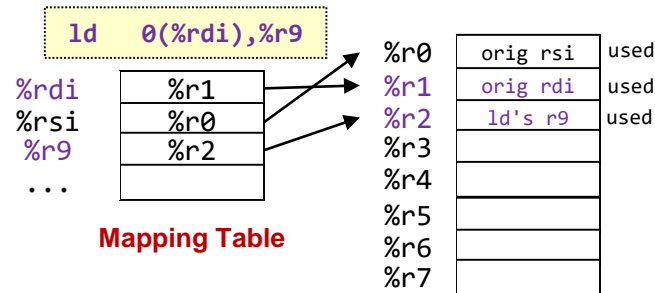 ld 0(%rdi),%r9
%rdi %r1
%rsi %r0
%r9 %r2
...
Mapping Table
%r0 orig rsi used
%r1 orig rdi used
%r2 ld's r9 used
%r3
%r4
%r5
%r6
%r7